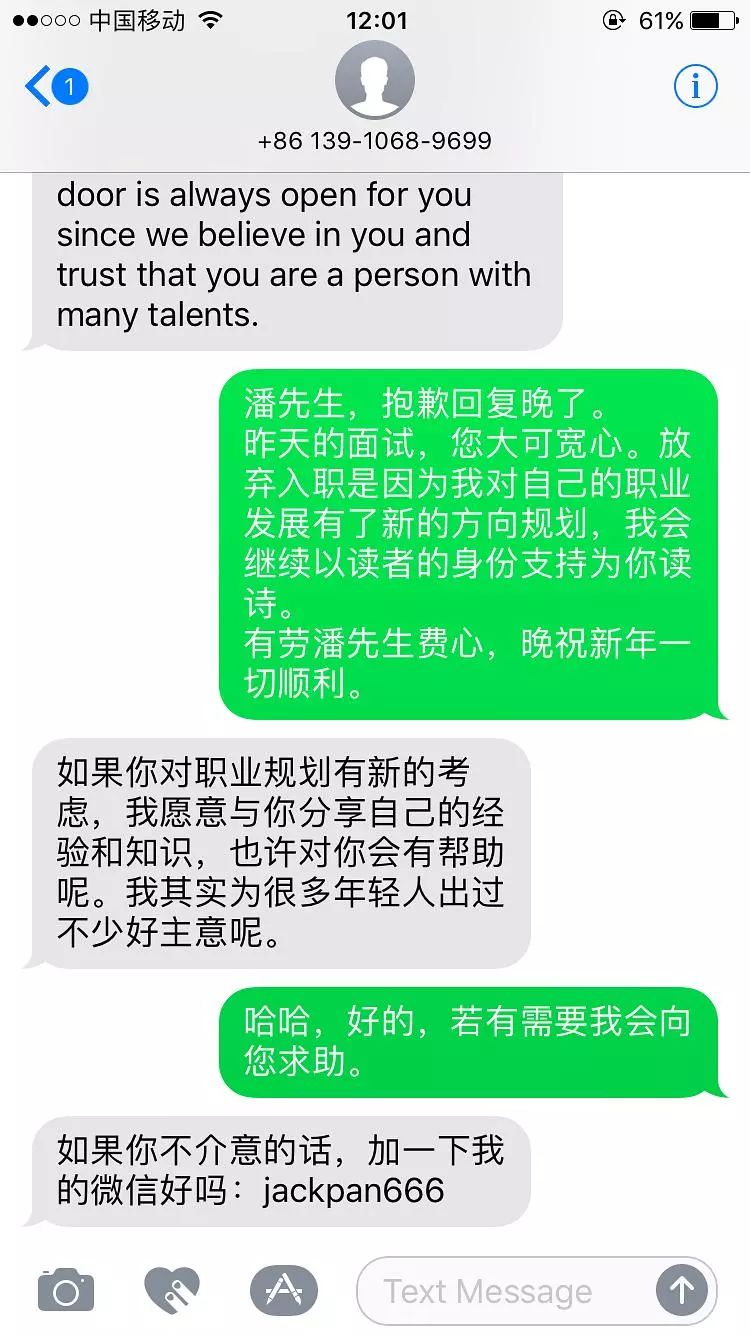 中国移动
12:01
61%
1
+86 139-1068-9699
door is always open for you
since we believe in you and
trust that you are a person with
many talents.
潘先生，抱歉回复晚了。
昨天的面试，您大可宽心。放
弃入职是因为我对自己的职业
发展有了新的方向规划，我会
继续以读者的身份支持为你读
诗。
有劳潘先生费心，晚祝新年一
切顺利。
如果你对职业规划有新的考
虑，我愿意与你分享自己的经
验和知识，也许对你会有帮助
呢。我其实为很多年轻人出过
不少好主意呢。
哈哈，好的，若有需要我会向
您求助。
如果你不介意的话，加一下我
的微信好吗：jackpan666
Text Message